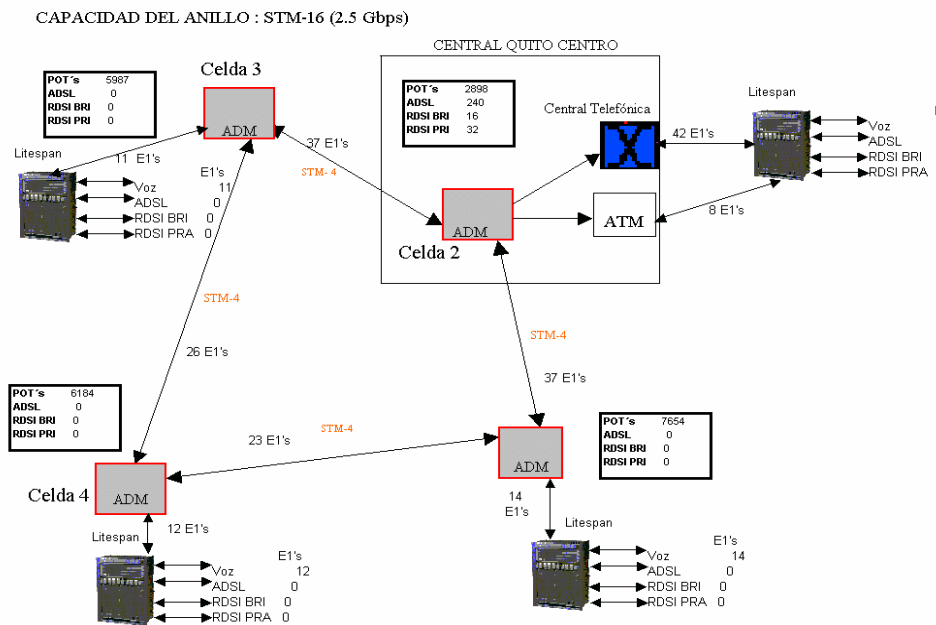 CAPACIDAD DEL ANILLO : STM-16 (2.5 Gbps)
CENTRAL QUITO CENTRO
Celda 3
POT´s 5987
ADSL 0
RDSI BRI 0
RDSI PRI 0
ADM
POT´s 2898
ADSL 240
RDSI BRI 16
RDSI PRI 32
Central Telefónica
Litespan
42 E1's
Voz
ADSL
RDSI BRI
RDSI PRA
37 E1's
STM- 4
Litespan
11 E1's
E1's
Voz 11
ADSL 0
RDSI BRI 0
RDSI PRA 0
ADM
Celda 2
ATM
8 E1's
STM-4
26 E1's
STM-4
37 E1's
POT´s 6184
ADSL 0
RDSI BRI 0
RDSI PRI 0
STM-4
23 E1's
POT´s 7654
ADSL 0
RDSI BRI 0
RDSI PRI 0
ADM
Celda 4
ADM
14
E1's
12 E1's
Litespan
E1's
Voz 12
ADSL 0
RDSI BRI 0
RDSI PRA 0
Litespan
E1's
Voz 14
ADSL 0
RDSI BRI 0
RDSI PRA 0